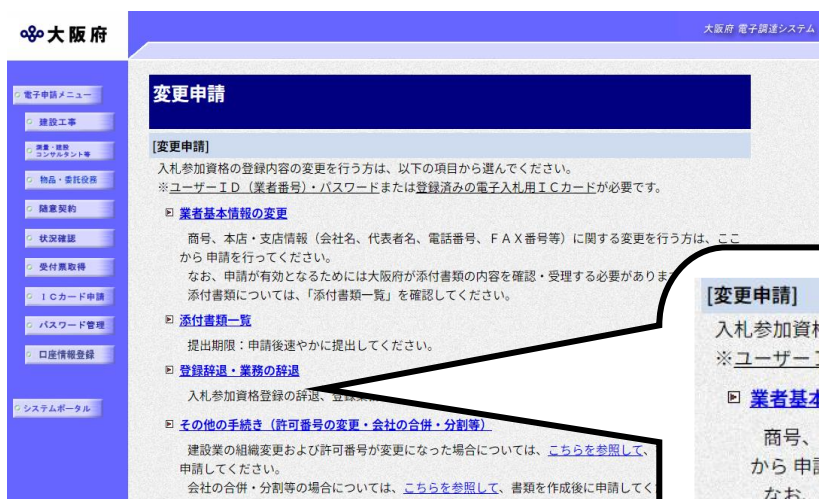 大阪府
大阪府 電子調達システム
電子申請メニュー
建設工事
測量・建設
コンサルタント等
物品・委託役務
随意契約
状況確認
受付票取得
ＩＣカード申請
パスワード管理
口座情報登録
システムポータル
変更申請
[変更申請]
入札参加資格の登録内容の変更を行う方は、以下の項目から選んでください。
※ユーザーＩＤ（業者番号）・パスワードまたは登録済みの電子入札用ＩＣカードが必要です。
業者基本情報の変更
商号、本店・支店情報（会社名、代表者名、電話番号、ＦＡＸ番号等）に関する変更を行う方は、ここ
から 申請を行ってください。
なお、申請が有効となるためには大阪府が添付書類の内容を確認・受理する必要があります
添付書類については、「添付書類一覧」を確認してください。
添付書類一覧
提出期限：申請後速やかに提出してください。
登録辞退・業務の辞退
入札参加資格登録の辞退、登録
その他の手続き（許可番号の変更・会社の合併・分割等）
建設業の組織変更および許可番号が変更になった場合については、こちらを参照して、
申請してください。
会社の合併・分割等の場合については、こちらを参照して、書類を作成後に申請してく
[変更申請]
入札参加資
※ユーザー
業者基
商号、
から 申
なお、